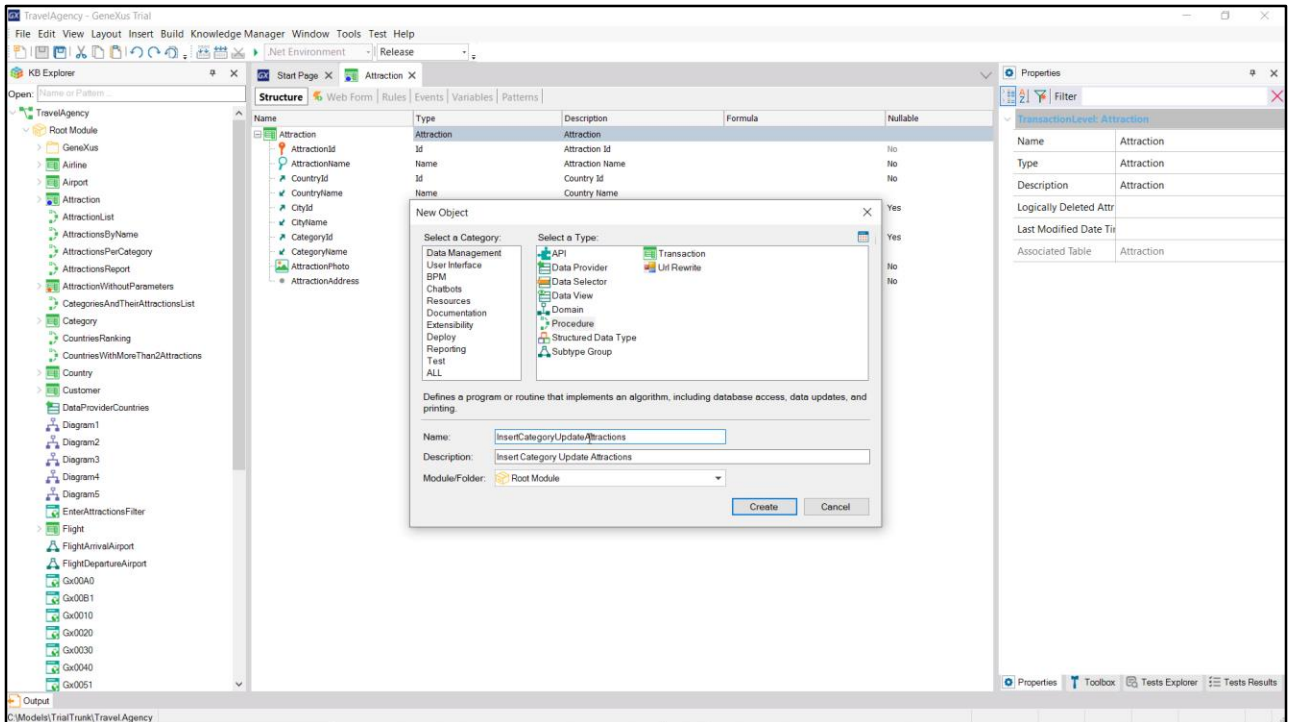 TravelAgency - GeneXus Trial
File Edit View Layout Insert Build Knowledge Manager Window Tools Test Help
.Net Environment Release
KB Explorer
Open: Name or Pattern...
TravelAgency
Root Module
GeneXus
Airline
Airport
Attraction
AttractionList
AttractionsByName
AttractionsPerCategory
AttractionsReport
AttractionWithoutParameters
CategoriesAndTheirAttractionsList
Category
CountriesRanking
CountriesWithMoreThan2Attractions
Country
Customer
DataProviderCountries
Diagram1
Diagram2
Diagram3
Diagram4
Diagram5
EnterAttractionsFilter
Flight
FlightArrivalAirport
FlightDepartureAirport
Gx00A0
Gx00B1
Gx0010
Gx0020
Gx0030
Gx0040
Gx0051
Start Page Attraction
Structure Web Form Rules Events Variables Patterns
Name Type Description Formula Nullable
Attraction Attraction Attraction
AttractionId Id Attraction Id No
AttractionName Name Attraction Name No
CountryId Id Country Id No
CountryName Name Country Name
CityId Yes
CityName
CategoryId Yes
CategoryName
AttractionPhoto No
AttractionAddress No
New Object
Select a Category: Select a Type:
Data Management
User Interface
BPM
Chatbots
Resources
Documentation
Extensibility
Deploy
Reporting
Test
ALL
API
Data Provider
Data Selector
Data View
Domain
Procedure
Structured Data Type
Subtype Group
Transaction
Url Rewrite
Defines a program or routine that implements an algorithm, including database access, data updates, and
printing.
Name: InsertCategoryUpdateAttractions
Description: Insert Category Update Attractions
Module/Folder: Root Module
Create Cancel
Properties
Filter
TransactionLevel: Attraction
Name Attraction
Type Attraction
Description Attraction
Logically Deleted Attr
Last Modified Date Tir
Associated Table Attraction
Properties Toolbox Tests Explorer Tests Results
Output
C:\Models\TrialTrunk\Travel.Agency